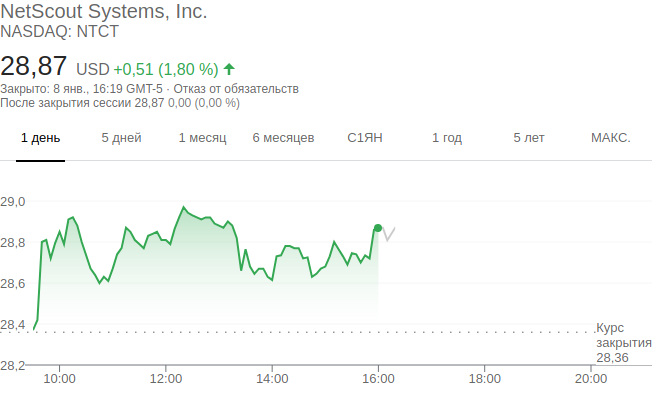 NetScout Systems, Inc.
NASDAQ: NTCT
28,87 USD +0,51 (1,80 %)
Закрыто: 8 янв., 16:19 GMT-5 · Отказ от обязательств
После закрытия сессии 28,87 0,00 (0,00 %)
1 день 5 дней 1 месяц 6 месяцев С1ЯН 1 год 5 лет МАКС.
29,0
28,8
28,6
28,4
Курс
закрытия
28,36
28,2
10:00 12:00 14:00 16:00 18:00 20:00